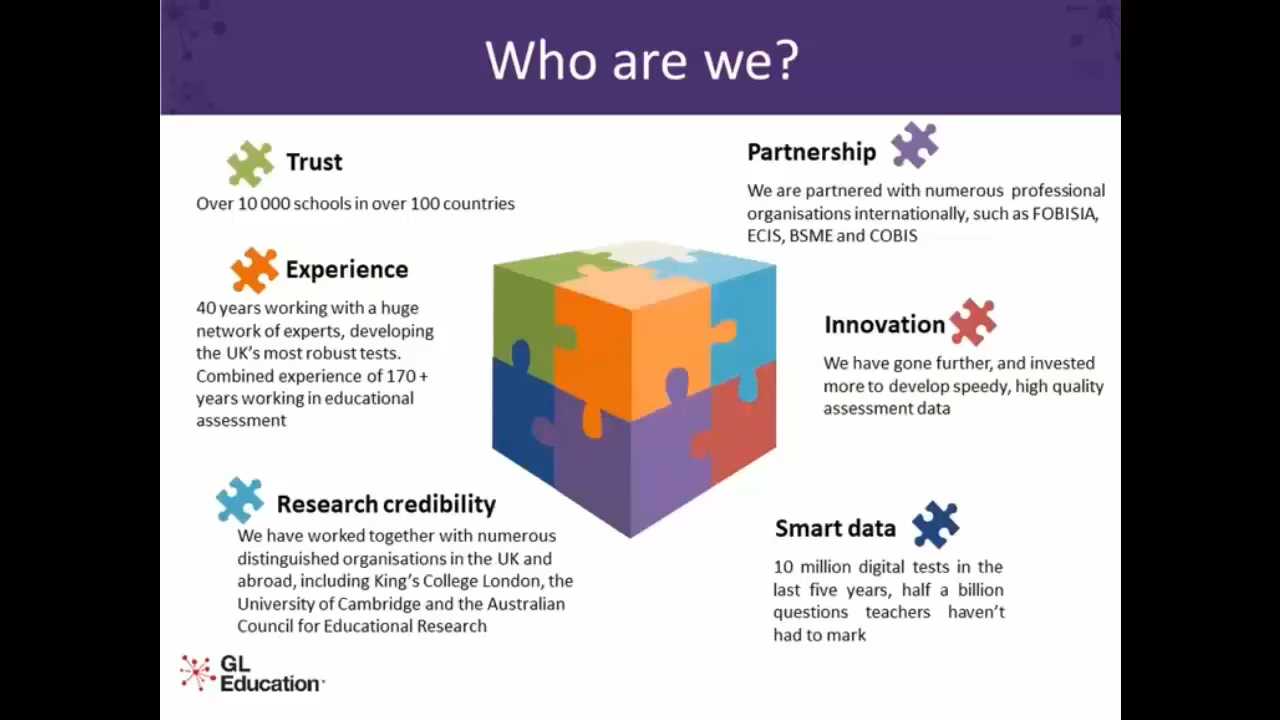 Who are we?
Trust
Over 10 000 schools in over 100 countries
Experience
40 years working with a huge
network of experts, developing
the UK's most robust tests.
Combined experience of 170 +
years working in educational
assessment
Research credibility
We have worked together with numerous
distinguished organisations in the UK and
abroad, including King's College London, the
University of Cambridge and the Australian
Council for Educational Research
Partnership
We are partnered with numerous professional
organisations internationally, such as FOBISIA,
ECIS, BSME and COBIS
Innovation
We have gone further, and invested
more to develop speedy, high quality
assessment data
Smart data
10 million digital tests in the
last five years, half a billion
questions teachers haven't
had to mark
GL
Education